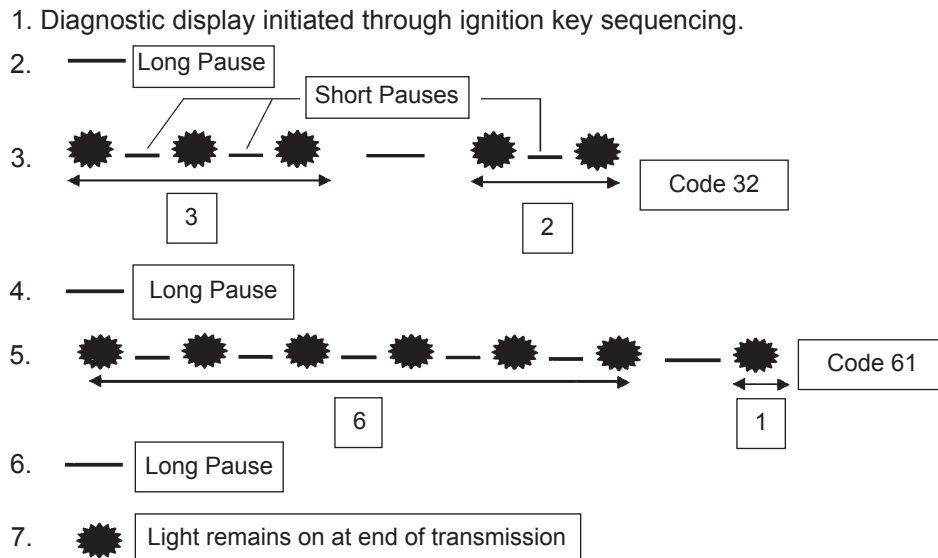 1. Diagnostic display initiated through ignition key sequencing.
2. Long Pause
Short Pauses
3. Code 32
3
2
4. Long Pause
5. Code 61
6
1
6. Long Pause
7. Light remains on at end of transmission